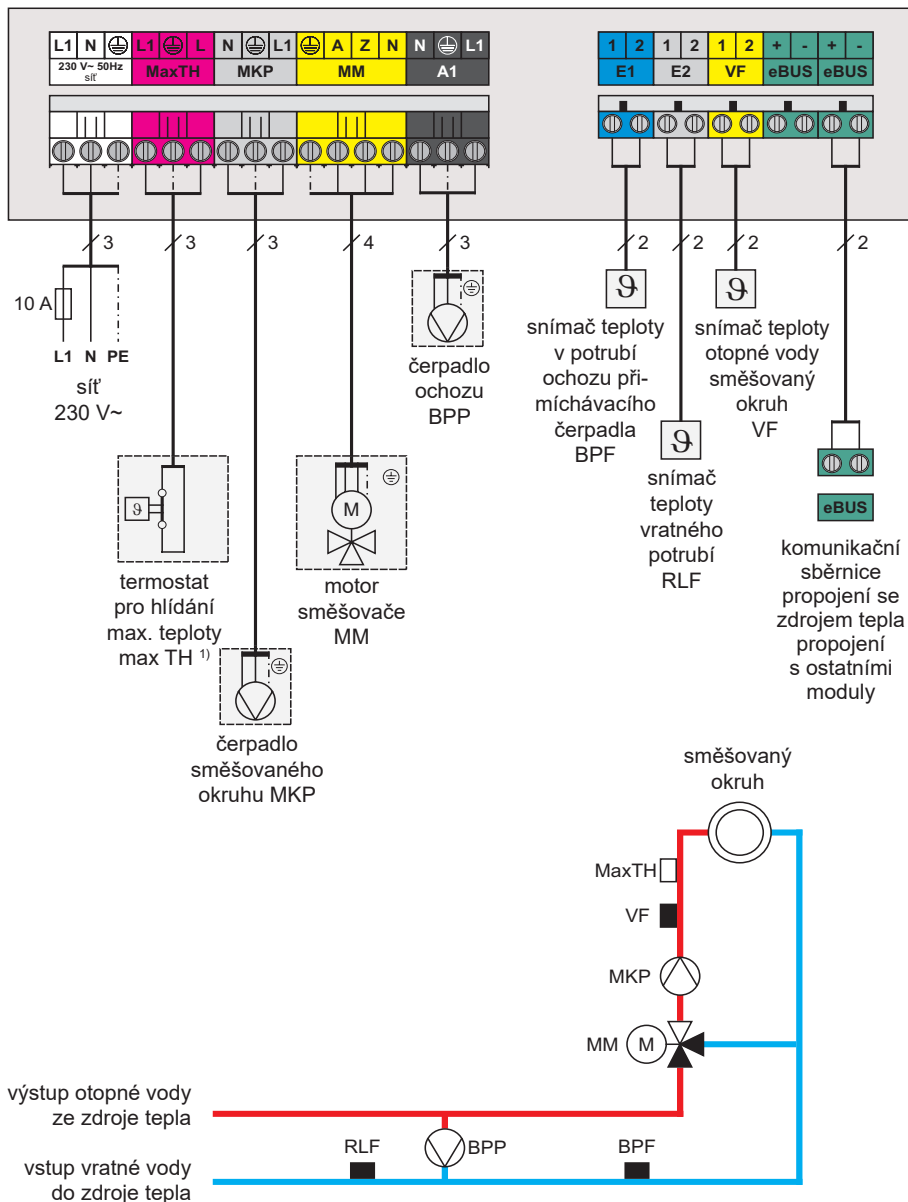 L1 N L1 L N L1 A Z N N L1
230 V~ 50Hz
síť
MaxTH MKP MM A1
1 2 1 2 1 2 + - + -
E1 E2 VF eBUS eBUS
3 3 3 4 3 2 2 2 2
10 A
L1 N PE
síť
230 V~
čerpadlo
ochozu
BPP
ϑ
snímač teploty
v potrubí
ochozu při-
míchávacího
čerpadla
BPF
ϑ
snímač teploty
otopné vody
směšovaný
okruh
VF
ϑ
snímač
teploty
vratného
potrubí
RLF
eBUS
komunikační
sběrnice
propojení se
zdrojem tepla
propojení
s ostatními
moduly
ϑ
termostat
pro hlídání
max. teploty
max TH 1)
M
motor
směšovače
MM
čerpadlo
směšovaného
okruhu MKP
směšovaný
okruh
MaxTH
VF
MKP
MM M
výstup otopné vody
ze zdroje tepla
RLF BPP BPF
vstup vratné vody
do zdroje tepla